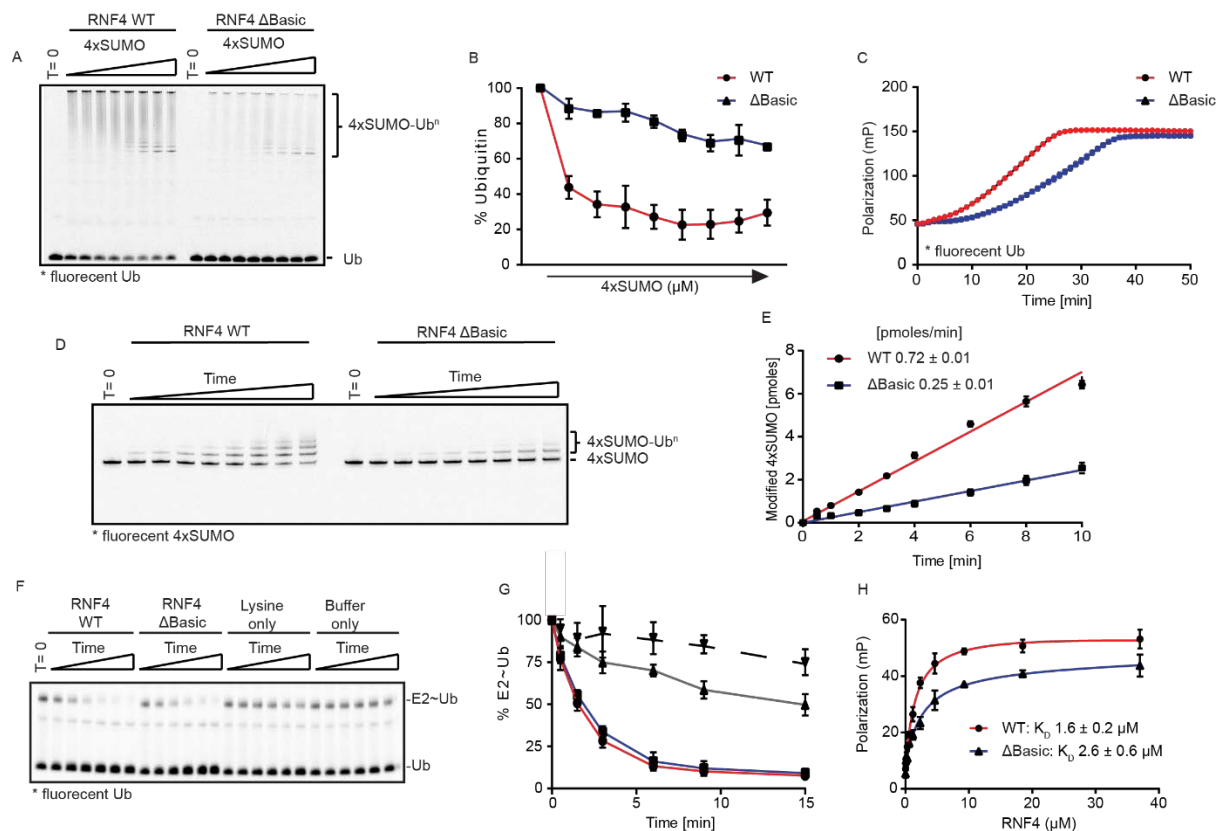 A
RNF4 WT
RNF4 ΔBasic
T= 0
4xSUMO
T= 0
4xSUMO
4xSUMO-Ubⁿ
Ub
* fluorecent Ub
B
WT
ΔBasic
% Ubiquitin
100
80
60
40
20
0
4xSUMO (µM)
C
WT
ΔBasic
Polarization (mP)
200
150
100
50
0
* fluorecent Ub
0 10 20 30 40 50
Time [min]
D
RNF4 WT
RNF4 ΔBasic
T= 0
Time
T= 0
Time
4xSUMO-Ubⁿ
4xSUMO
* fluorecent 4xSUMO
E
[pmoles/min]
WT 0.72 ± 0.01
ΔBasic 0.25 ± 0.01
Modified 4xSUMO [pmoles]
8
6
4
2
0
0 2 4 6 8 10
Time [min]
F
RNF4 WT
RNF4 ΔBasic
Lysine only
Buffer only
T= 0
Time
Time
Time
Time
-E2~Ub
-Ub
* fluorecent Ub
G
% E2~Ub
100
75
50
25
0
0 5 10 15
Time [min]
H
Polarization (mP)
60
40
20
0
WT: KD 1.6 ± 0.2 µM
ΔBasic: KD 2.6 ± 0.6 µM
0 10 20 30 40
RNF4 (µM)